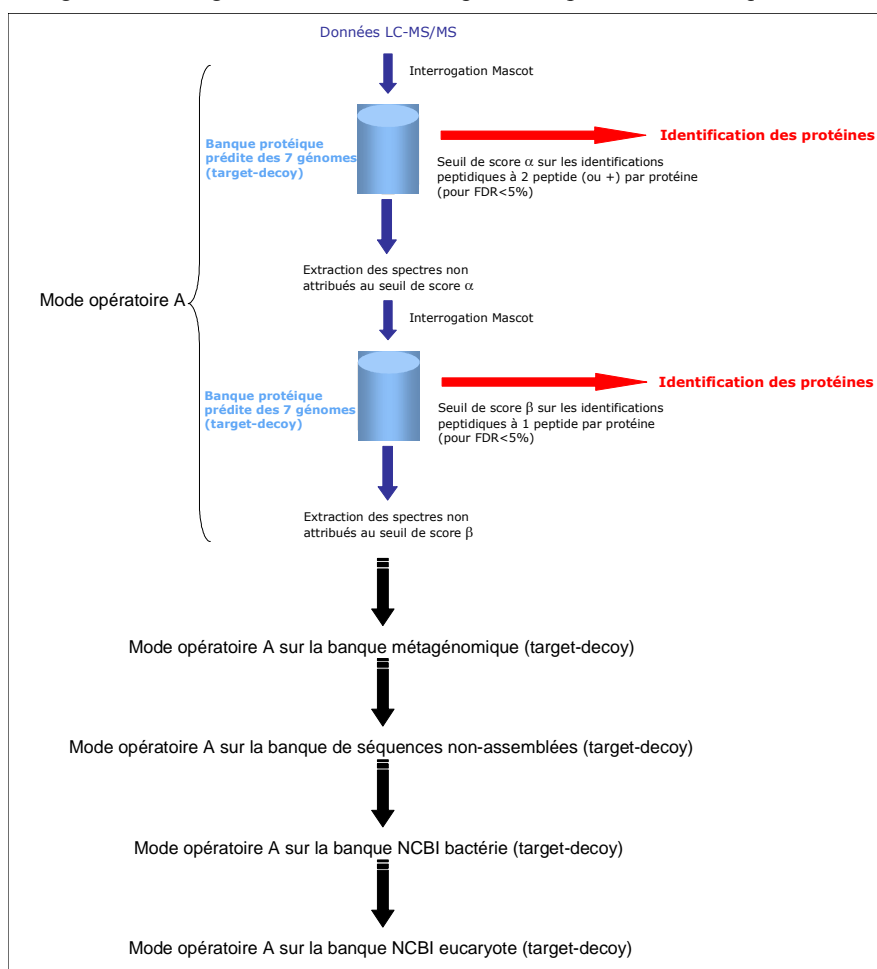 Données LC-MS/MS
Interrogation Mascot
Banque protéique
prédite des 7 génomes
(target-decoy)
Identification des protéines
Seuil de score α sur les identifications
peptidiques à 2 peptide (ou +) par protéine
(pour FDR<5%)
Extraction des spectres non
attribués au seuil de score α
Mode opératoire A
Interrogation Mascot
Banque protéique
prédite des 7 génomes
(target-decoy)
Identification des protéines
Seuil de score β sur les identifications
peptidiques à 1 peptide par protéine
(pour FDR<5%)
Extraction des spectres non
attribués au seuil de score β
Mode opératoire A sur la banque métagénomique (target-decoy)
Mode opératoire A sur la banque de séquences non-assemblées (target-decoy)
Mode opératoire A sur la banque NCBI bactérie (target-decoy)
Mode opératoire A sur la banque NCBI eucaryote (target-decoy)